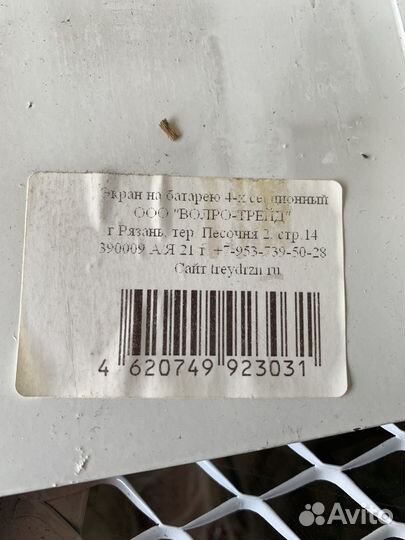 Экран на батарею 4-х секционный
ООО "ВОЛРО-ТРЕЙД"
г.Рязань, тер. Песочня 2, стр.14
390009 А/Я 21 т. +7-953-739-50-28
Сайт treydrzn.ru
4 620749 923031
Avito